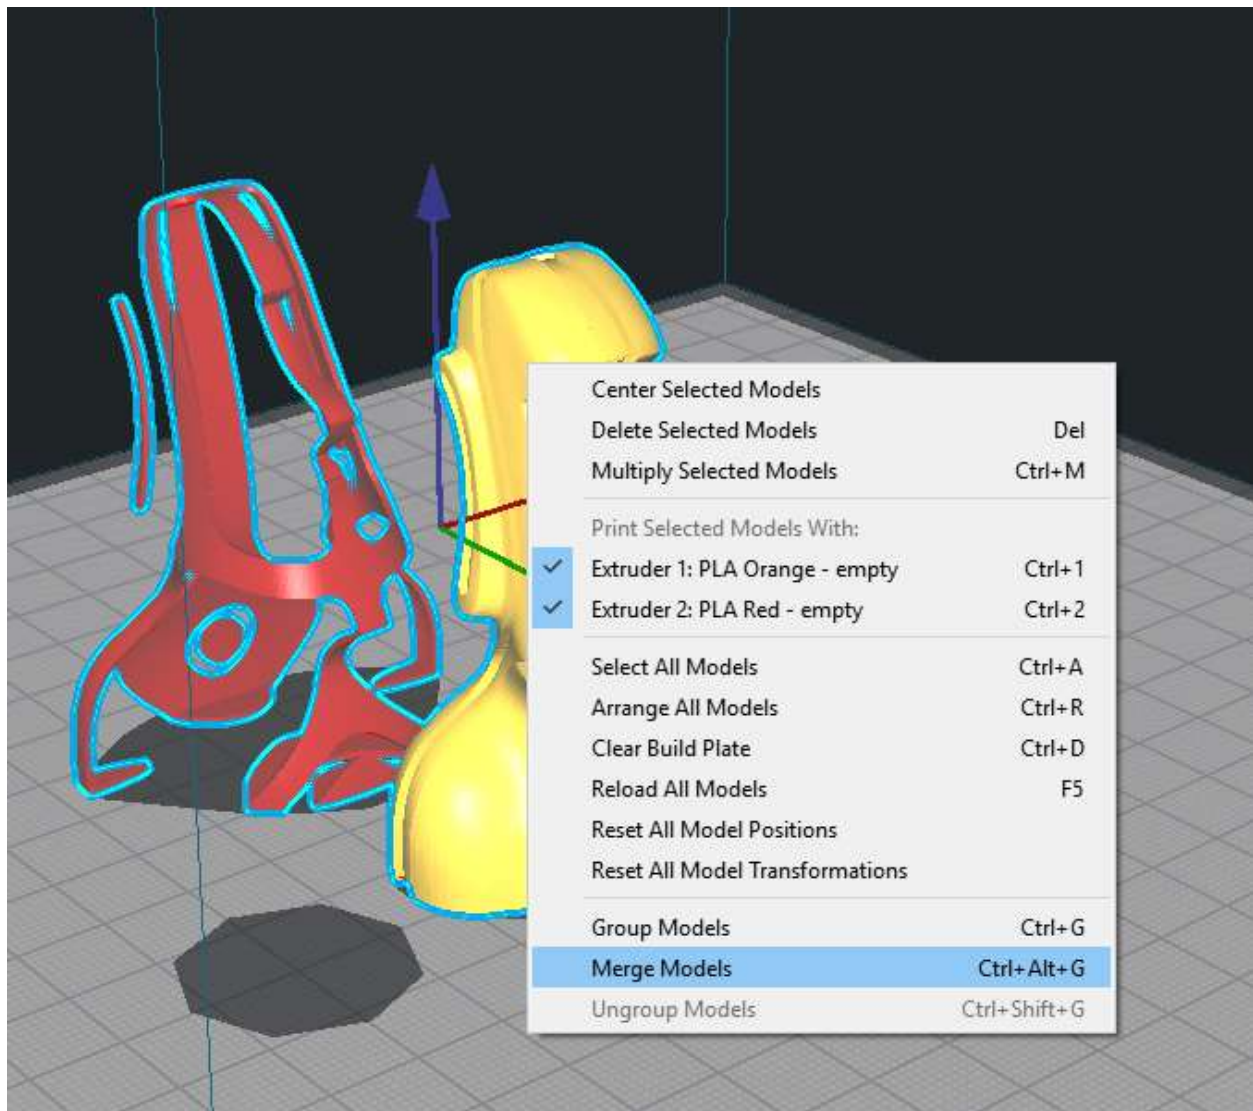 Center Selected Models
Delete Selected Models Del
Multiply Selected Models Ctrl+M
Print Selected Models With:
Extruder 1: PLA Orange - empty Ctrl+1
Extruder 2: PLA Red - empty Ctrl+2
Select All Models Ctrl+A
Arrange All Models Ctrl+R
Clear Build Plate Ctrl+D
Reload All Models F5
Reset All Model Positions
Reset All Model Transformations
Group Models Ctrl+G
Merge Models Ctrl+Alt+G
Ungroup Models Ctrl+Shift+G